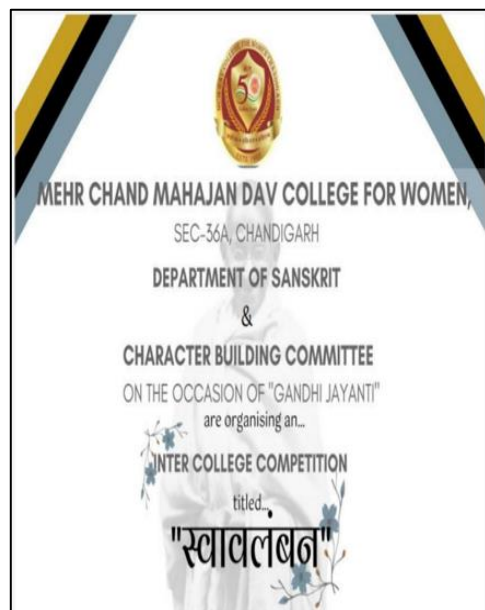 50
MEHR CHAND MAHAJAN DAV COLLEGE FOR WOMEN,
SEC-36A, CHANDIGARH
DEPARTMENT OF SANSKRIT
&
CHARACTER BUILDING COMMITTEE
ON THE OCCASION OF "GANDHI JAYANTI"
are organising an...
INTER COLLEGE COMPETITION
titled...
"स्वावलंबन"